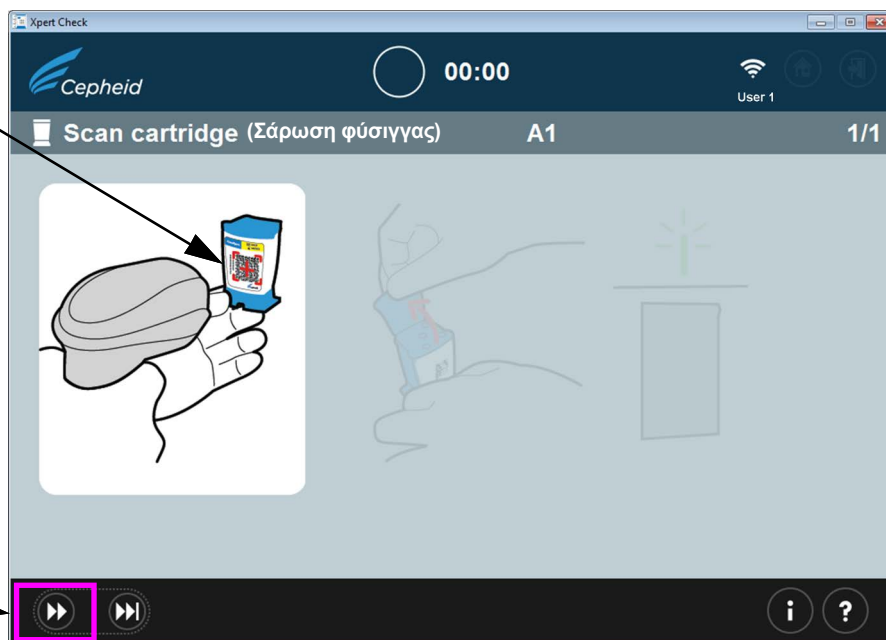 Xpert Check
Cepheid
00:00
User 1
Scan cartridge (Σάρωση φύσιγγας)
A1
1/1
i
?